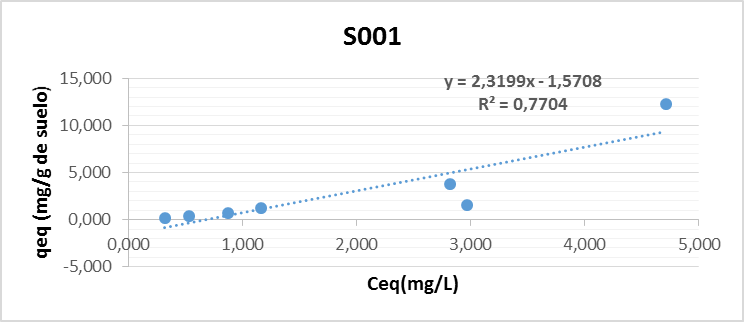 S001
y = 2,3199x - 1,5708
R² = 0,7704
15,000
10,000
5,000
0,000
-5,000
0,000 1,000 2,000 3,000 4,000 5,000
qeq (mg/g de suelo)
Ceq(mg/L)